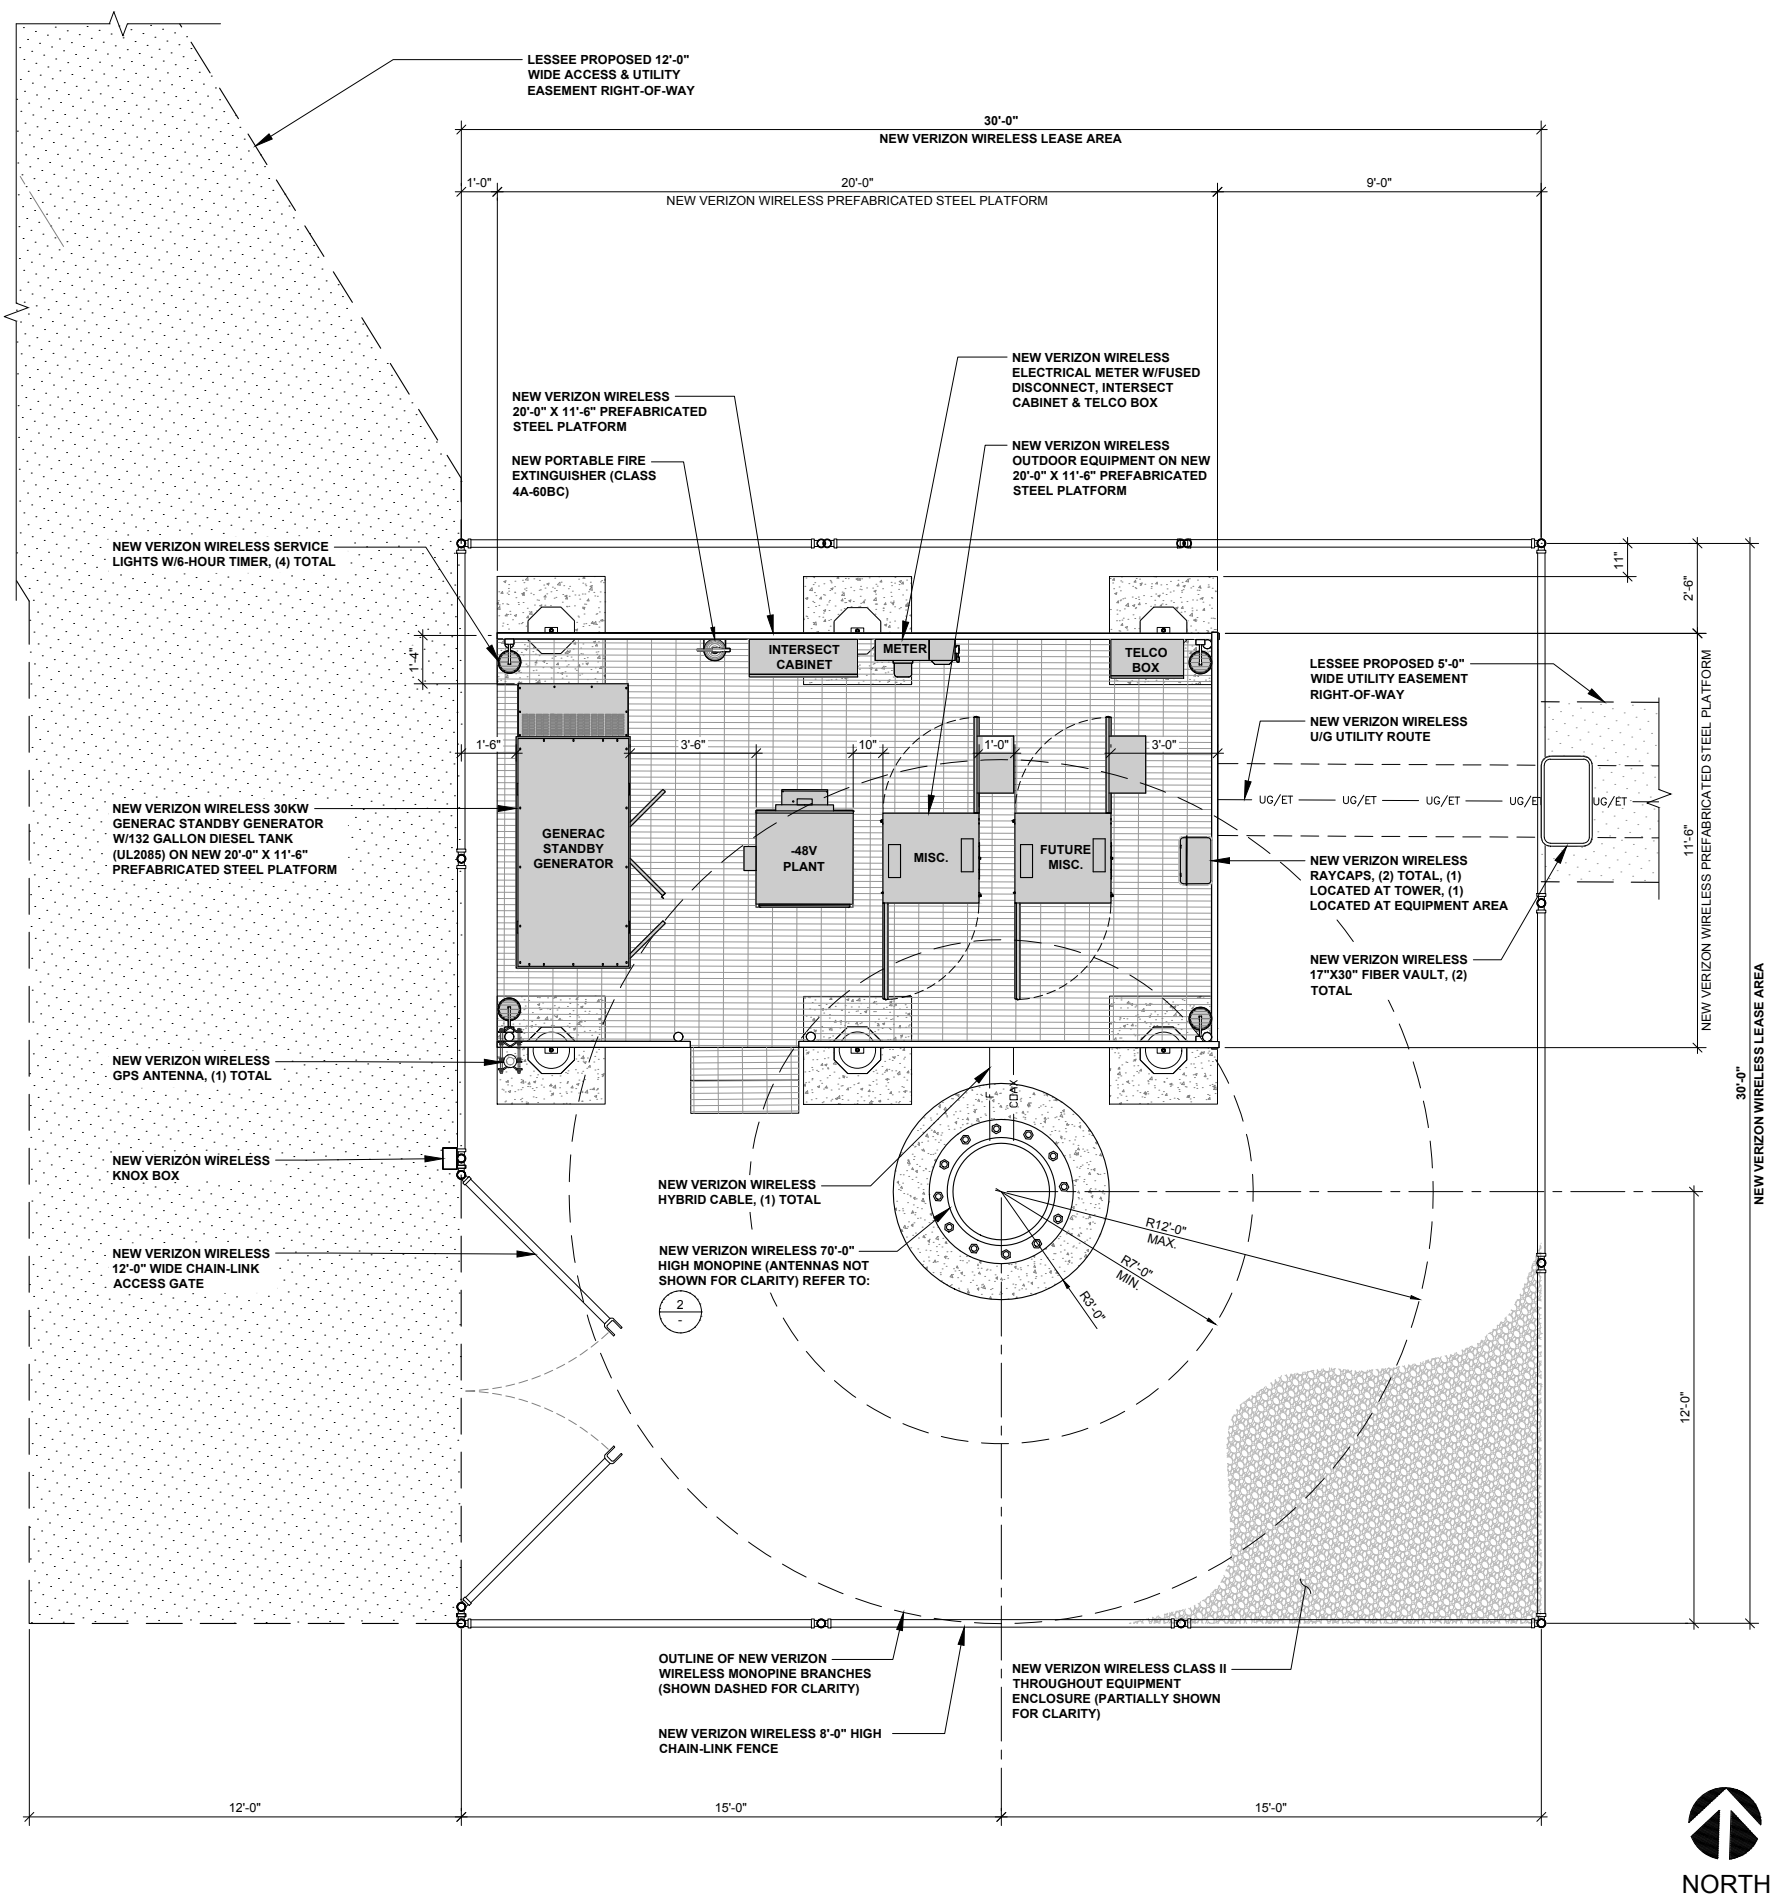 LESSEE PROPOSED 12'-0"
WIDE ACCESS & UTILITY
EASEMENT RIGHT-OF-WAY
30'-0"
NEW VERIZON WIRELESS LEASE AREA
1'-0"
20'-0"
9'-0"
NEW VERIZON WIRELESS PREFABRICATED STEEL PLATFORM
NEW VERIZON WIRELESS
ELECTRICAL METER W/FUSED
DISCONNECT, INTERSECT
CABINET & TELCO BOX
NEW VERIZON WIRELESS
20'-0" X 11'-6" PREFABRICATED
STEEL PLATFORM
NEW VERIZON WIRELESS
OUTDOOR EQUIPMENT ON NEW
20'-0" X 11'-6" PREFABRICATED
STEEL PLATFORM
NEW PORTABLE FIRE
EXTINGUISHER (CLASS
4A-60BC)
NEW VERIZON WIRELESS SERVICE
LIGHTS W/6-HOUR TIMER, (4) TOTAL
11"
2'-6"
1'-4"
INTERSECT
CABINET
METER
TELCO
BOX
LESSEE PROPOSED 5'-0"
WIDE UTILITY EASEMENT
RIGHT-OF-WAY
NEW VERIZON WIRELESS
U/G UTILITY ROUTE
1'-6"
3'-6"
10"
1'-0"
3'-0"
UG/ET
UG/ET
UG/ET
UG/ET
UG/ET
NEW VERIZON WIRELESS 30KW
GENERAC STANDBY GENERATOR
W/132 GALLON DIESEL TANK
(UL2085) ON NEW 20'-0" X 11'-6"
PREFABRICATED STEEL PLATFORM
GENERAC
STANDBY
GENERATOR
-48V
PLANT
MISC.
FUTURE
MISC.
NEW VERIZON WIRELESS
RAYCAPS, (2) TOTAL, (1)
LOCATED AT TOWER, (1)
LOCATED AT EQUIPMENT AREA
11'-6"
NEW VERIZON WIRELESS PREFABRICATED STEEL PLATFORM
NEW VERIZON WIRELESS
17"X30" FIBER VAULT, (2)
TOTAL
30'-0"
NEW VERIZON WIRELESS LEASE AREA
NEW VERIZON WIRELESS
GPS ANTENNA, (1) TOTAL
F
COAX
NEW VERIZON WIRELESS
KNOX BOX
NEW VERIZON WIRELESS
HYBRID CABLE, (1) TOTAL
NEW VERIZON WIRELESS
12'-0" WIDE CHAIN-LINK
ACCESS GATE
NEW VERIZON WIRELESS 70'-0"
HIGH MONOPINE (ANTENNAS NOT
SHOWN FOR CLARITY) REFER TO:
2
-
R12'-0"
MAX.
R7'-0"
MIN.
R3'-0"
12'-0"
OUTLINE OF NEW VERIZON
WIRELESS MONOPINE BRANCHES
(SHOWN DASHED FOR CLARITY)
NEW VERIZON WIRELESS CLASS II
THROUGHOUT EQUIPMENT
ENCLOSURE (PARTIALLY SHOWN
FOR CLARITY)
NEW VERIZON WIRELESS 8'-0" HIGH
CHAIN-LINK FENCE
12'-0"
15'-0"
15'-0"
NORTH